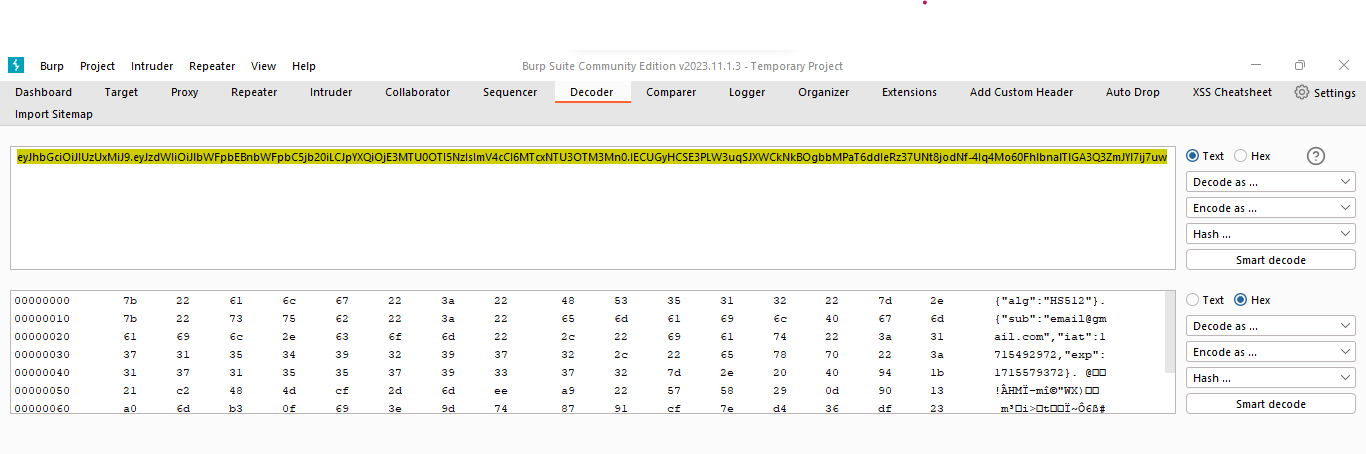 Burp Project Intruder Repeater View Help Burp Suite Community Edition v2023.11.1.3 - Temporary Project
Dashboard Target Proxy Repeater Intruder Collaborator Sequencer Decoder Comparer Logger Organizer Extensions Add Custom Header Auto Drop XSS Cheatsheet Settings
Import Sitemap
eyJhbGciOiJIUzUxMiJ9.eyJzdWIiOiJlbWFpbEBnbWFpbC5jb20iLCJpYXQiOjE3MTU0OTI5NzIsImV4cCI6MTcxNTU3OTM3Mn0.IECUGyHCSE3PLW3uqSJXWCkNkBOgbbMPaT6ddIeRz37UNt8jodNf-4Iq4Mo60FhIbnaITIGA3Q3ZmJYl7ij7uw
Text Hex ?
Decode as ...
Encode as ...
Hash ...
Smart decode
00000000 7b 22 61 6c 67 22 3a 22 48 53 35 31 32 22 7d 2e {"alg":"HS512"}.
00000010 7b 22 73 75 62 22 3a 22 65 6d 61 69 6c 40 67 6d {"sub":"email@gm
00000020 61 69 6c 2e 63 6f 6d 22 2c 22 69 61 74 22 3a 31 ail.com","iat":1
00000030 37 31 35 34 39 32 39 37 32 2c 22 65 78 70 22 3a 715492972,"exp":
00000040 31 37 31 35 35 37 39 33 37 32 7d 2e 20 40 94 1b 1715579372}. @□□
00000050 21 c2 48 4d cf 2d 6d ee a9 22 57 58 29 0d 90 13 !ÂHMÏ-mî©"WX)□□
00000060 a0 6d b3 0f 69 3e 9d 74 87 91 cf 7e d4 36 df 23 m³□i>□t□□Ï~Ô6ß#
Text Hex
Decode as ...
Encode as ...
Hash ...
Smart decode